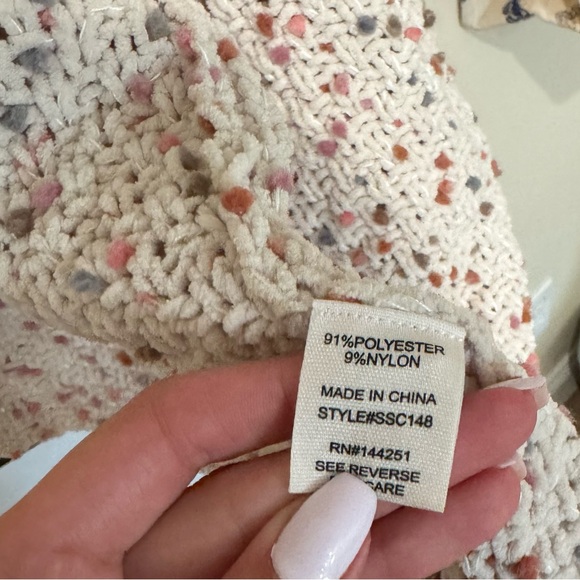 91%POLYESTER
9%NYLON
MADE IN CHINA
STYLE#SSC148
RN#144251
SEE REVERSE
CARE